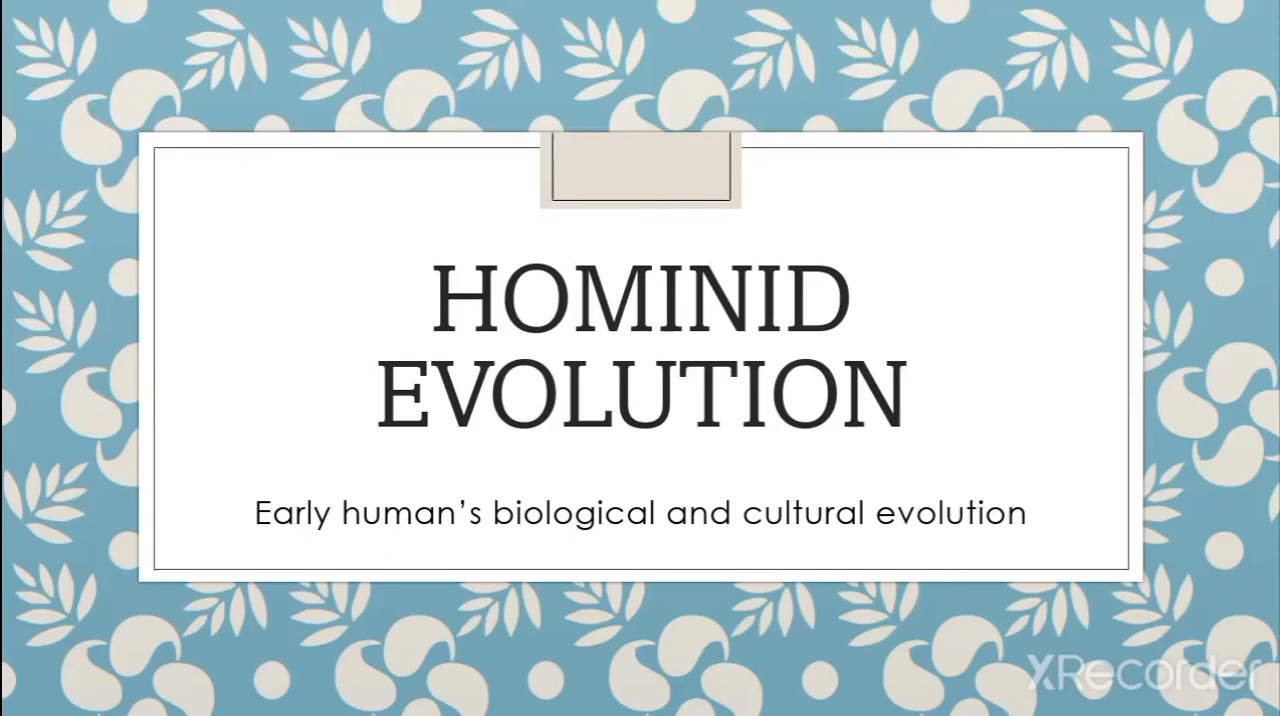 HOMINID
EVOLUTION
Early human’s biological and cultural evolution
XRecorder